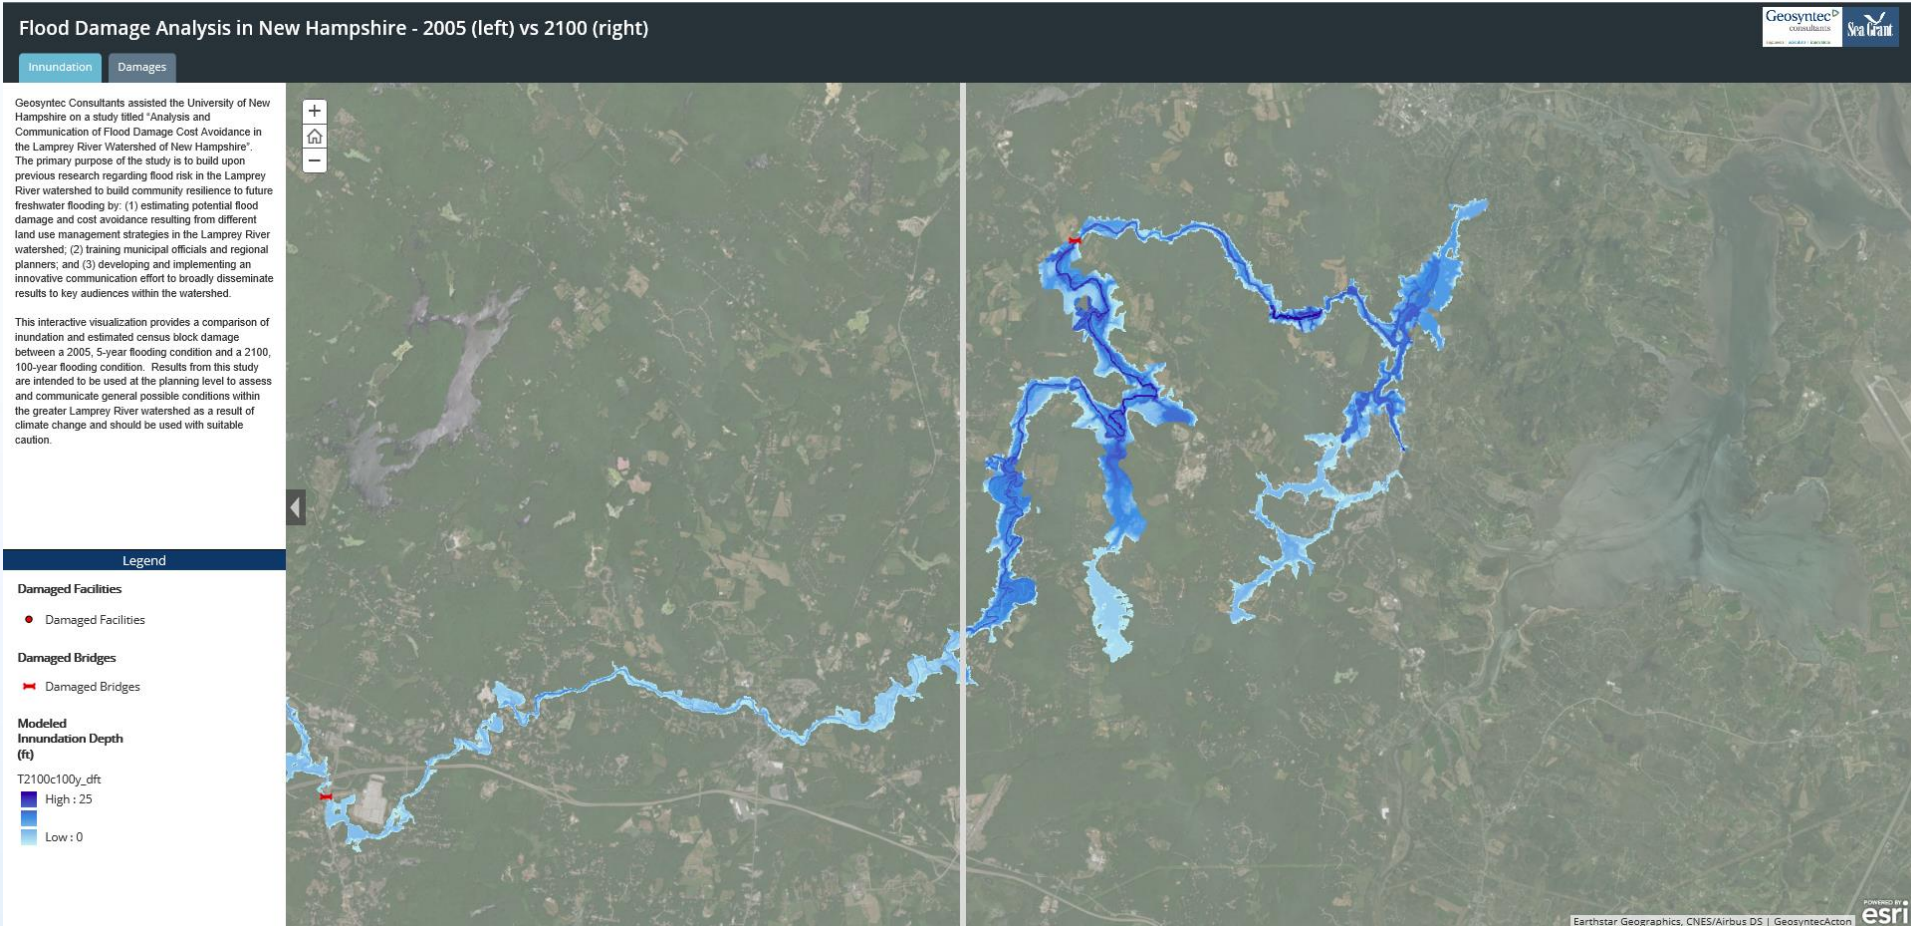 Flood Damage Analysis in New Hampshire - 2005 (left) vs 2100 (right)
Geosyntec
consultants
Sea Grant
Innundation
Damages
Geosyntec Consultants assisted the University of New
Hampshire on a study titled "Analysis and
Communication of Flood Damage Cost Avoidance in
the Lamprey River Watershed of New Hampshire".
The primary purpose of the study is to build upon
previous research regarding flood risk in the Lamprey
River watershed to build community resilience to future
freshwater flooding by: (1) estimating potential flood
damage and cost avoidance resulting from different
land use management strategies in the Lamprey River
watershed; (2) training municipal officials and regional
planners; and (3) developing and implementing an
innovative communication effort to broadly disseminate
results to key audiences within the watershed.
This interactive visualization provides a comparison of
inundation and estimated census block damage
between a 2005, 5-year flooding condition and a 2100,
100-year flooding condition. Results from this study
are intended to be used at the planning level to assess
and communicate general possible conditions within
the greater Lamprey River watershed as a result of
climate change and should be used with suitable
caution.
+
−
Legend
Damaged Facilities
Damaged Facilities
Damaged Bridges
Damaged Bridges
Modeled
Innundation Depth
(ft)
T2100c100y_dft
High : 25
Low : 0
POWERED BY
esri
Earthstar Geographics, CNES/Airbus DS | GeosyntecActon